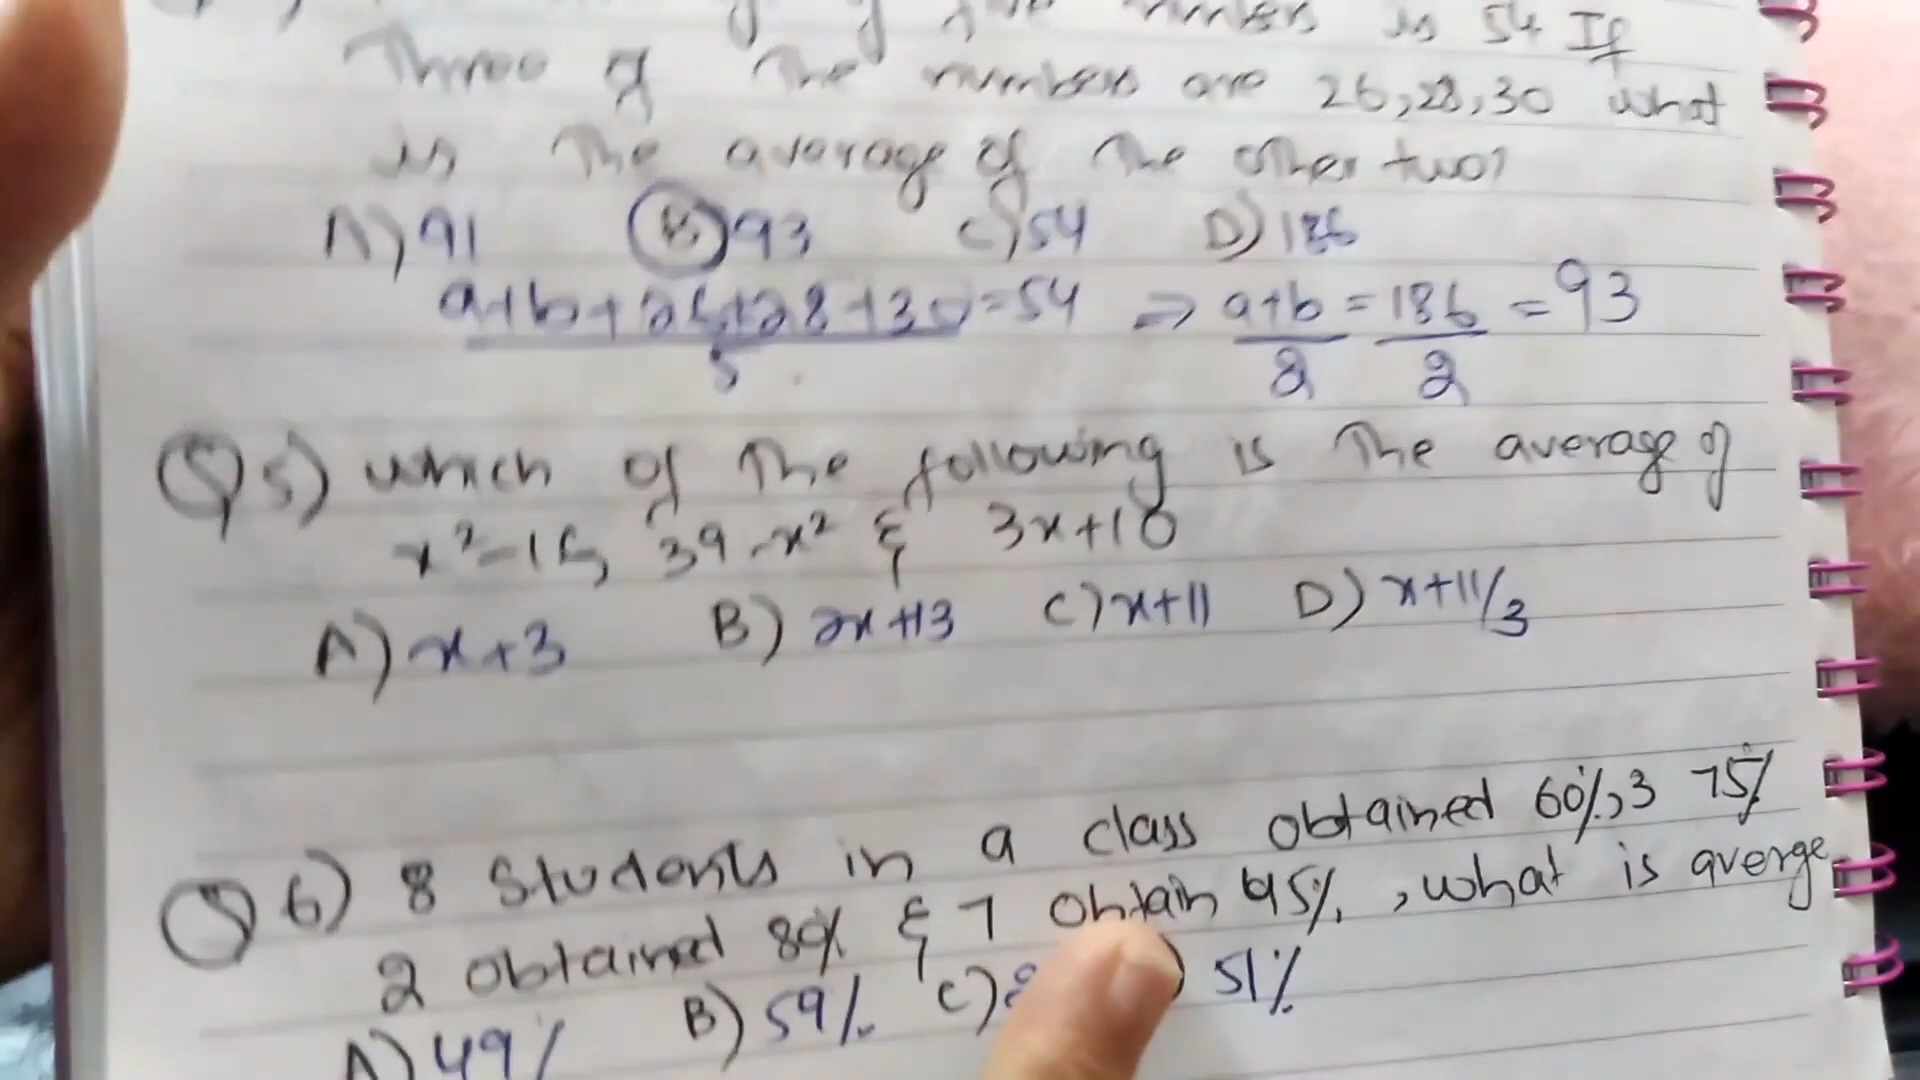 is 54 If
Three of the numbers are 26,28,30 what
is the average of the other two?
A) 91 B) 93 C) 54 D) 186
a+b+26+28+30 = 54 ⇒ a+b = 186 = 93
5 2 2
Q5) which of the following is the average of
x²-15, 39-x² & 3x+10
A) x+3 B) 2x+13 C) x+11 D) x+11/3
Q6) 8 students in a class obtained 60%, 3 75%
2 obtained 80% & 7 obtain 45%, what is averge
A) 49% B) 59% C) ) 51%